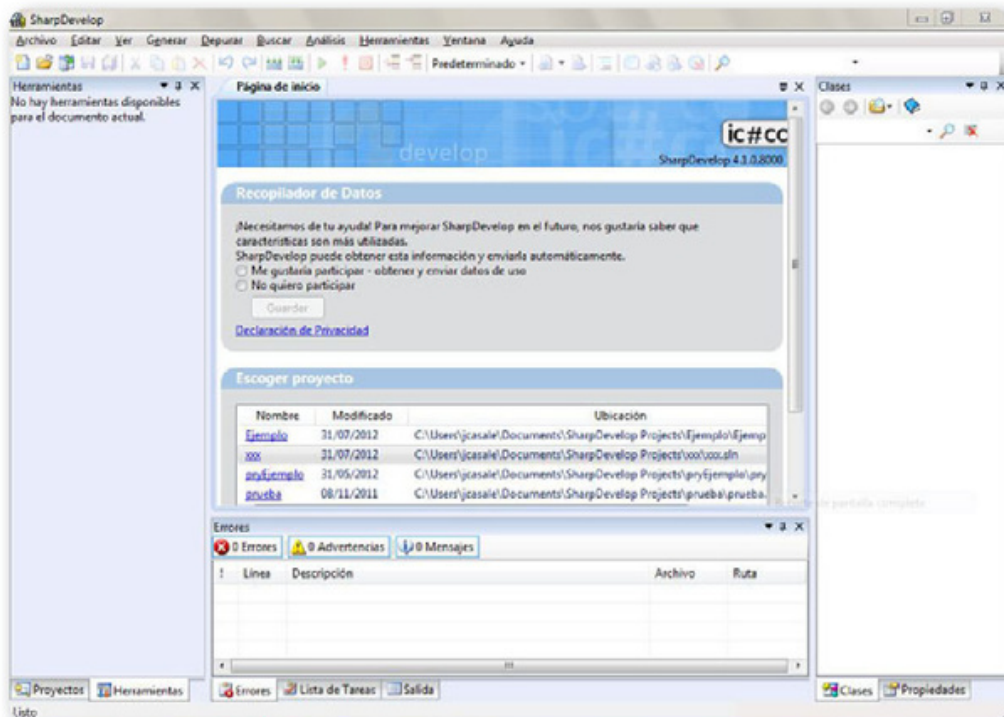 SharpDevelop
Archivo Editar Ver Generar Depurar Buscar Análisis Herramientas Ventana Ayuda
Predeterminado
Herramientas
No hay herramientas disponibles
para el documento actual.
Página de inicio
ic#cc
develop
SharpDevelop 4.1.0.8000
Recopilador de Datos
¡Necesitamos de tu ayuda! Para mejorar SharpDevelop en el futuro, nos gustaría saber que
características son más utilizadas.
SharpDevelop puede obtener esta información y enviarla automáticamente.
Me gustaría participar - obtener y enviar datos de uso
No quiero participar
Guardar
Declaración de Privacidad
Escoger proyecto
Nombre Modificado Ubicación
Ejemplo 31/07/2012 C:\Users\jcasale\Documents\SharpDevelop Projects\Ejemplo\Ejemp
xxx 31/07/2012 C:\Users\jcasale\Documents\SharpDevelop Projects\xxx\xxx.sln
pryEjemplo 31/05/2012 C:\Users\jcasale\Documents\SharpDevelop Projects\pryEjemplo\pry
prueba 08/11/2011 C:\Users\jcasale\Documents\SharpDevelop Projects\prueba\prueba.
Clases
de pantalla completa
Errores
0 Errores 0 Advertencias 0 Mensajes
! Línea Descripción Archivo Ruta
Proyectos Herramientas
Errores Lista de Tareas Salida
Clases Propiedades
Listo